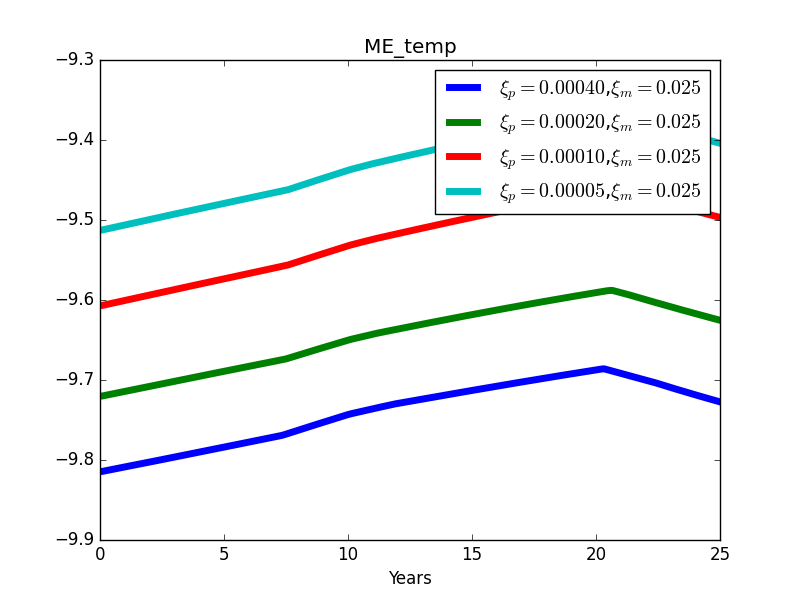 ME_temp
−9.3
−9.4
−9.5
−9.6
−9.7
−9.8
−9.9
ξp = 0.00040,ξm = 0.025
ξp = 0.00020,ξm = 0.025
ξp = 0.00010,ξm = 0.025
ξp = 0.00005,ξm = 0.025
0 5 10 15 20 25
Years